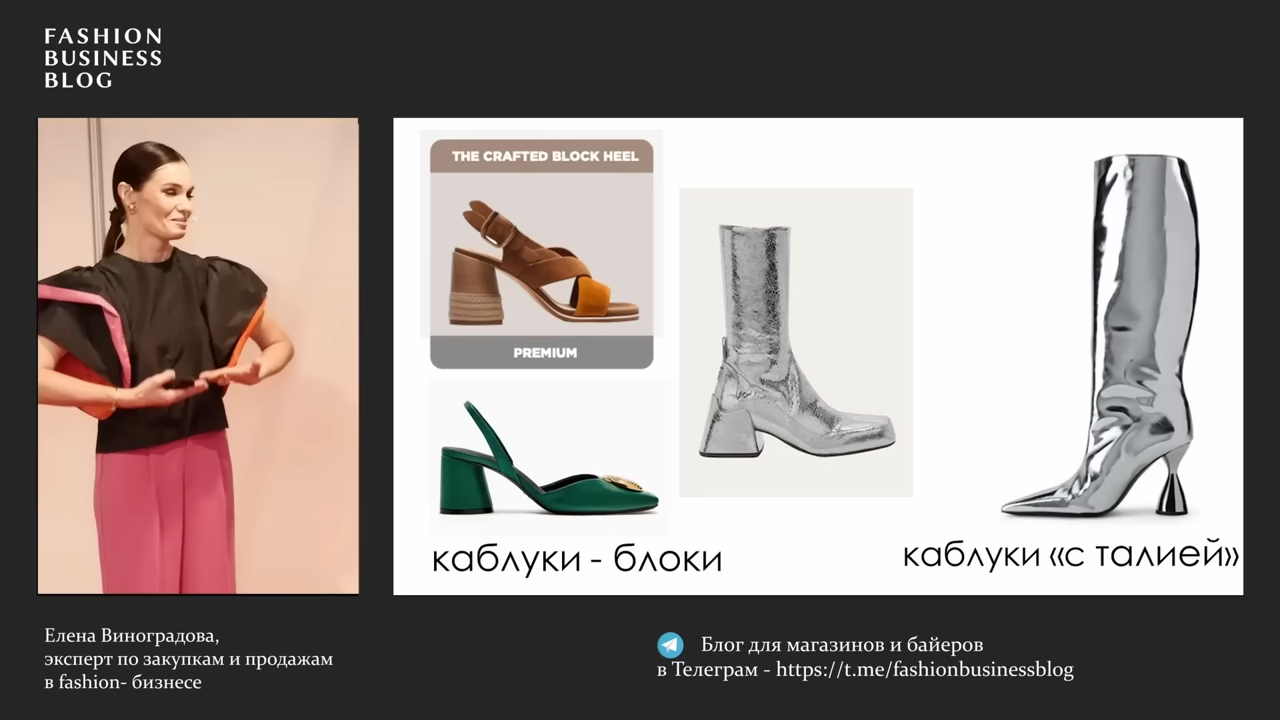 FASHION
BUSINESS
BLOG
THE CRAFTED BLOCK HEEL
PREMIUM
каблуки - блоки
каблуки «с талией»
Елена Виноградова,
эксперт по закупкам и продажам
в fashion- бизнесе
Блог для магазинов и байеров
в Телеграм - https://t.me/fashionbusinessblog